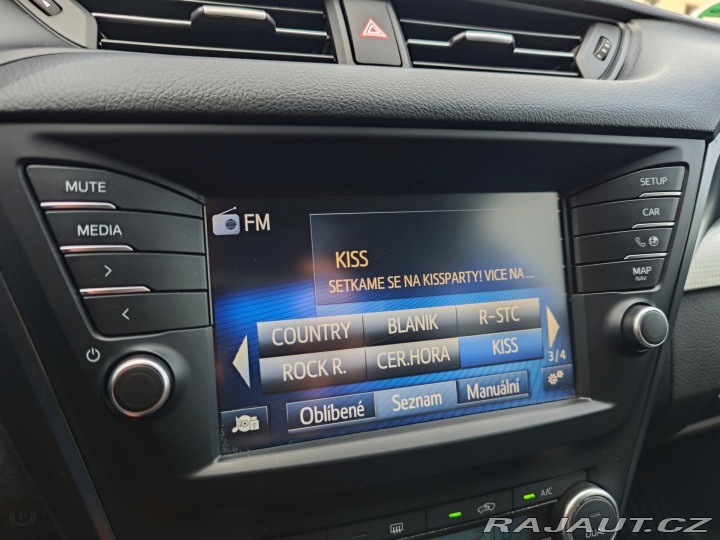 MUTE
MEDIA
>
<
SETUP
CAR
MAP
NAV
FM
KISS
SETKAME SE NA KISSPARTY! VICE NA ...
COUNTRY BLANIK R-STC
ROCK R. CER.HORA KISS
3/4
Oblíbené Seznam Manuální
A/C
DUAL
RAJAUT.CZ